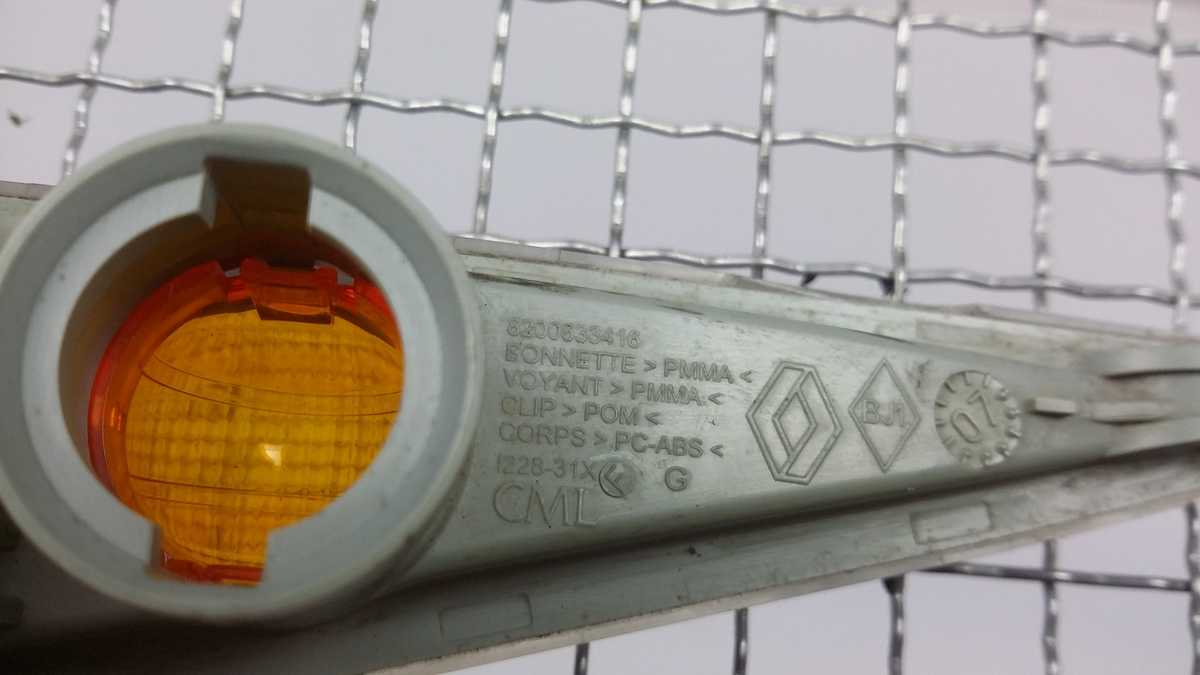 8200633416
BONNETTE > PMMA <
VOYANT > PMMA <
CLIP > POM <
CORPS > PC-ABS <
I228-31X
G
CML
BJ1
07